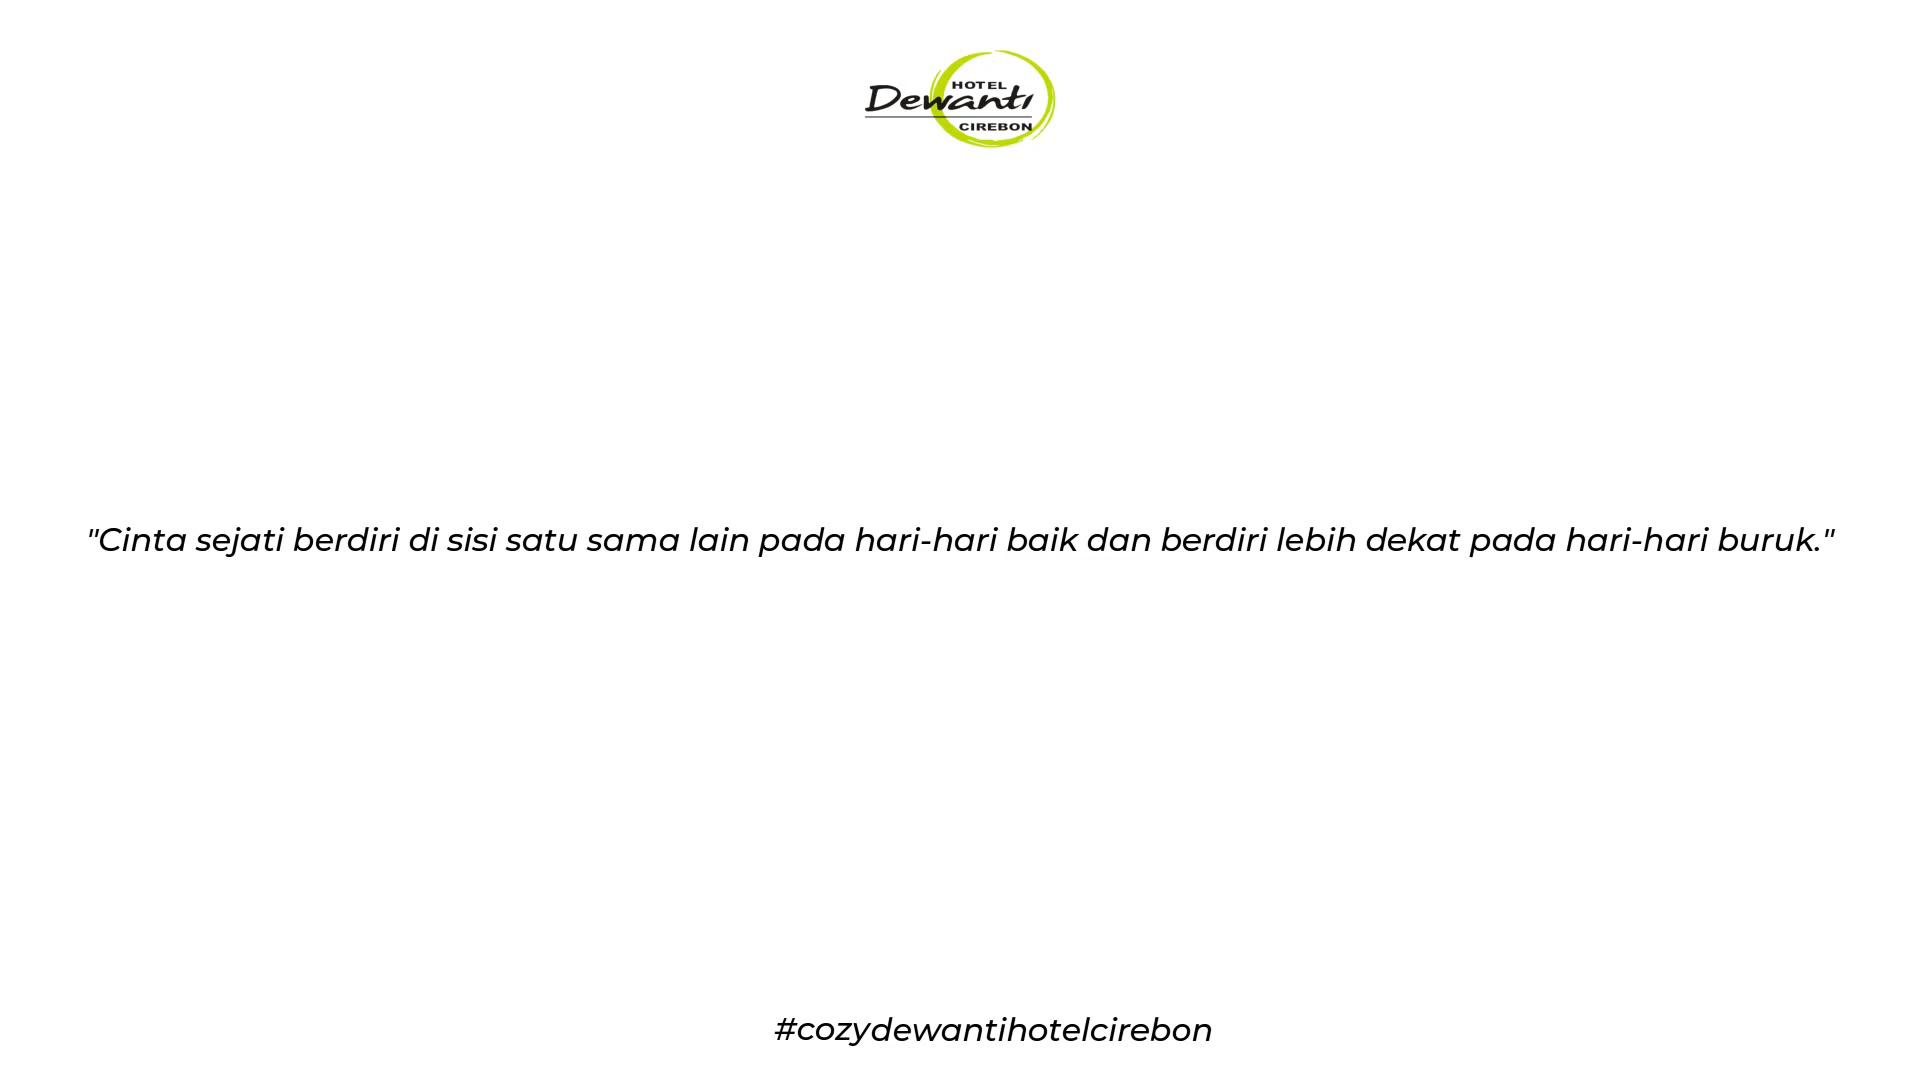 HOTEL
Dewanti
CIREBON
"Cinta sejati berdiri di sisi satu sama lain pada hari-hari baik dan berdiri lebih dekat pada hari-hari buruk."
#cozydewantihotelcirebon